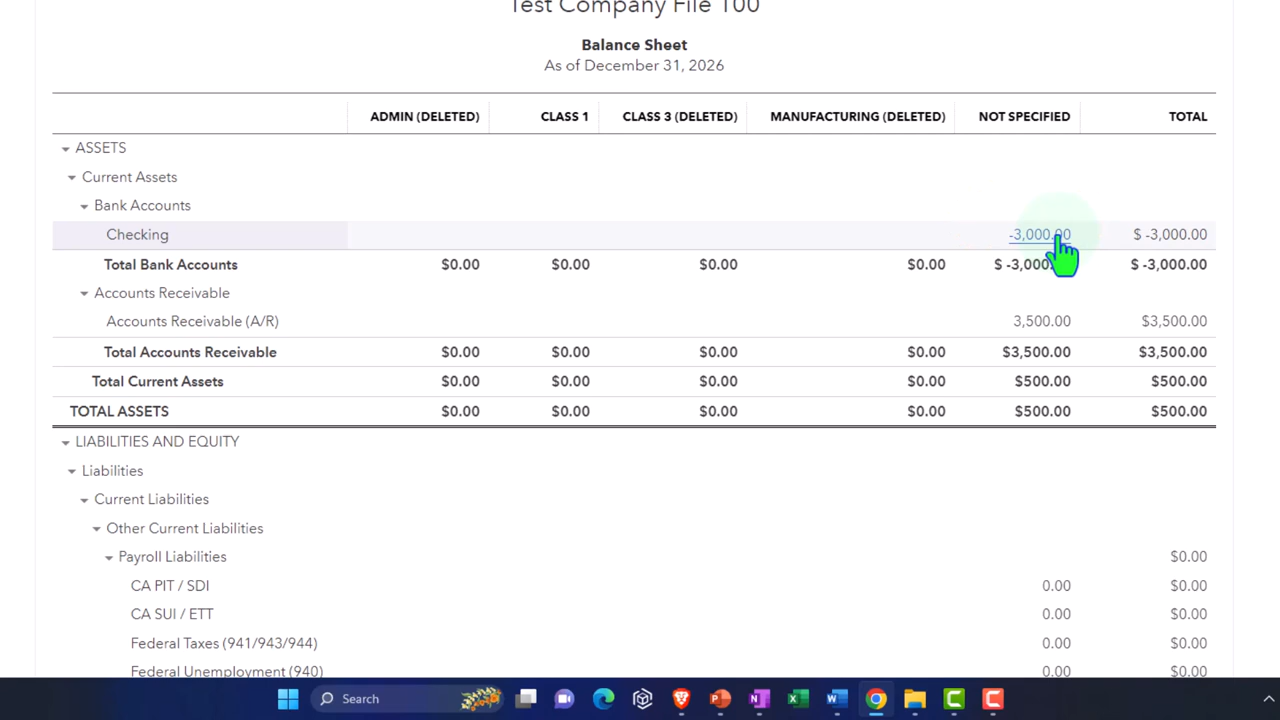 Test Company File 100
Balance Sheet
As of December 31, 2026
ADMIN (DELETED) CLASS 1 CLASS 3 (DELETED) MANUFACTURING (DELETED) NOT SPECIFIED TOTAL
ASSETS
Current Assets
Bank Accounts
Checking -3,000.00 $ -3,000.00
Total Bank Accounts $0.00 $0.00 $0.00 $0.00 $ -3,000. $ -3,000.00
Accounts Receivable
Accounts Receivable (A/R) 3,500.00 $3,500.00
Total Accounts Receivable $0.00 $0.00 $0.00 $0.00 $3,500.00 $3,500.00
Total Current Assets $0.00 $0.00 $0.00 $0.00 $500.00 $500.00
TOTAL ASSETS $0.00 $0.00 $0.00 $0.00 $500.00 $500.00
LIABILITIES AND EQUITY
Liabilities
Current Liabilities
Other Current Liabilities
Payroll Liabilities $0.00
CA PIT / SDI 0.00 $0.00
CA SUI / ETT 0.00 $0.00
Federal Taxes (941/943/944) 0.00 $0.00
Federal Unemployment (940) 0.00 $0.00
Search